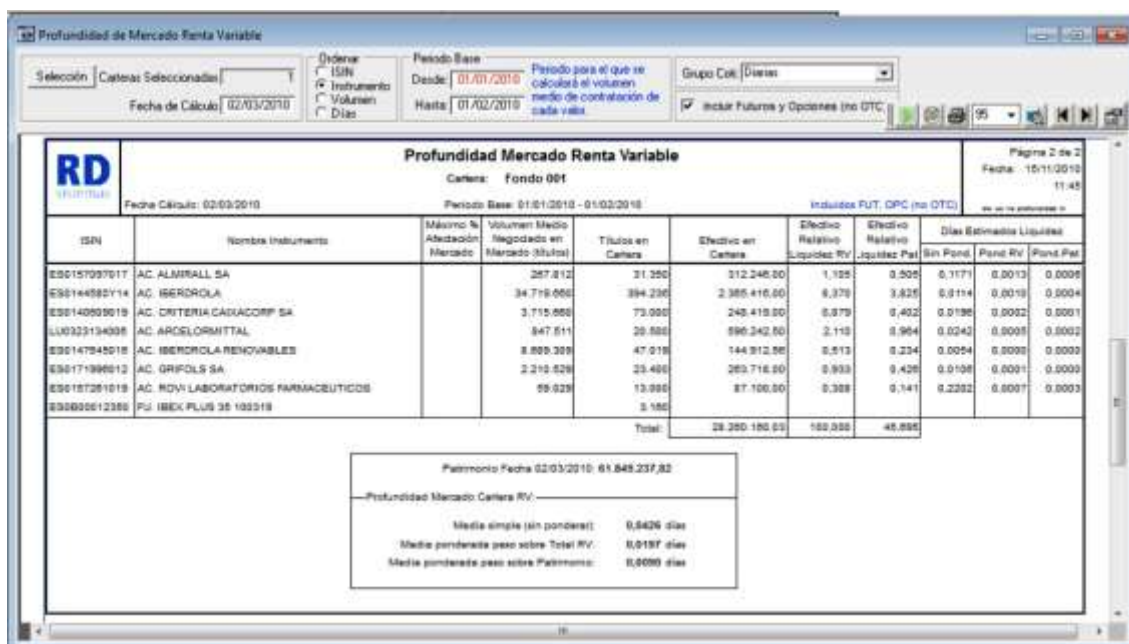 Profundidad de Mercado Renta Variable
Selección Carteras Seleccionadas 1
Fecha de Cálculo 02/03/2010
Ordenar
ISIN
Instrumento
Volumen
Días
Periodo Base
Desde: 01/01/2010
Hasta: 01/02/2010
Periodo para el que se
calculará el volumen
medio de contratación de
cada valor.
Grupo Cotiz. Diarias
Incluir Futuros y Opciones (no OTC)
95
RD
Profundidad Mercado Renta Variable
Cartera: Fondo 001
Fecha Cálculo: 02/03/2010
Periodo Base: 01/01/2010 - 01/02/2010
Incluidos FUT. OPC (no OTC)
Página 2 de 2
Fecha: 15/11/2010
11:45
ISIN Nombre Instrumento Máximo % Afectación Mercado Volumen Medio Negociado en Mercado (títulos) Títulos en Cartera Efectivo en Cartera Efectivo Relativo Liquidez RV Efectivo Relativo Liquidez Pat Días Estimados Liquidez
Sin Pond. Pond RV Pond.Pat
ES0157097017 AC. ALMIRALL SA 267.812 31.350 312.246,00 1,105 0,505 0,1171 0,0013 0,0006
AC. IBERDROLA 34.719.660 394.236 2.365.416,00 8,370 3,825 0,0114 0,0010 0,0004
ES0140609019 AC. CRITERIA CAIXACORP SA 3.715.660 73.000 248.419,00 0,879 0,402 0,0196 0,0002 0,0001
LU0323134006 AC. ARCELORMITTAL 847.511 20.500 596.242,50 2,110 0,964 0,0242 0,0005 0,0002
ES0147645016 AC. IBERDROLA RENOVABLES 47.019 144.912,56 0,513 0,234 0,0054 0,0000 0,0000
ES0171996012 AC. GRIFOLS SA 2.210.529 23.400 263.718,00 0,933 0,426 0,0106 0,0001 0,0000
ES0157261019 AC. ROVI LABORATORIOS FARMACEUTICOS 59.029 13.000 87.100,00 0,308 0,141 0,2202 0,0007 0,0003
FU. IBEX PLUS 35 100319
Total: 28.260.160,03 100,000 45,695
Patrimonio Fecha 02/03/2010: 61.845.237,82
Profundidad Mercado Cartera RV:
Media simple (sin ponderar): 0,0426 días
Media ponderada peso sobre Total RV: 0,0197 días
Media ponderada peso sobre Patrimonio: 0,0090 días